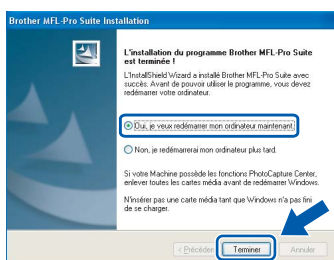 Brother MFL-Pro Suite Installation
L'installation du programme Brother MFL-Pro Suite
est terminée !
L'InstallShield Wizard a installé Brother MFL-Pro Suite avec
succès. Avant de pouvoir utiliser le programme, vous devez
redémarrer votre ordinateur.
Oui, je veux redémarrer mon ordinateur maintenant.
Non, je redémarrerai mon ordinateur plus tard.
Si votre Machine possède les fonctions PhotoCapture Center,
enlever toutes les cartes média avant de redémarrer Windows.
N'insérer pas une carte média tant que Windows n'a pas fini
de se charger.
< Précéden
Terminer
Annuler